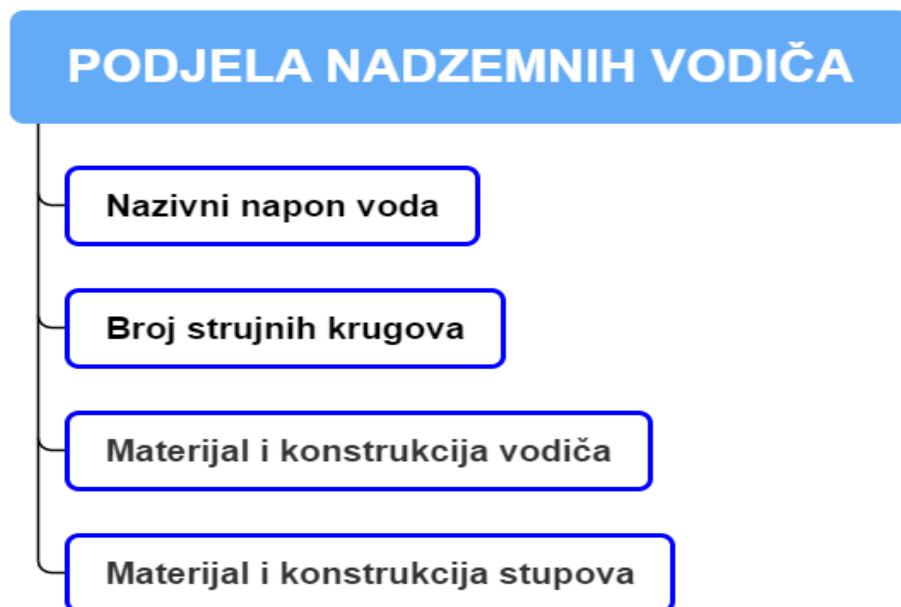 PODJELA NADZEMNIH VODIČA
Nazivni napon voda
Broj strujnih krugova
Materijal i konstrukcija vodiča
Materijal i konstrukcija stupova